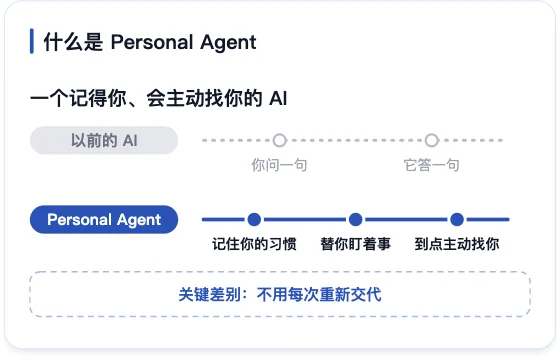 什么是 Personal Agent
一个记得你、会主动找你的 AI
以前的 AI
你问一句
它答一句
Personal Agent
记住你的习惯
替你盯着事
到点主动找你
关键差别：不用每次重新交代